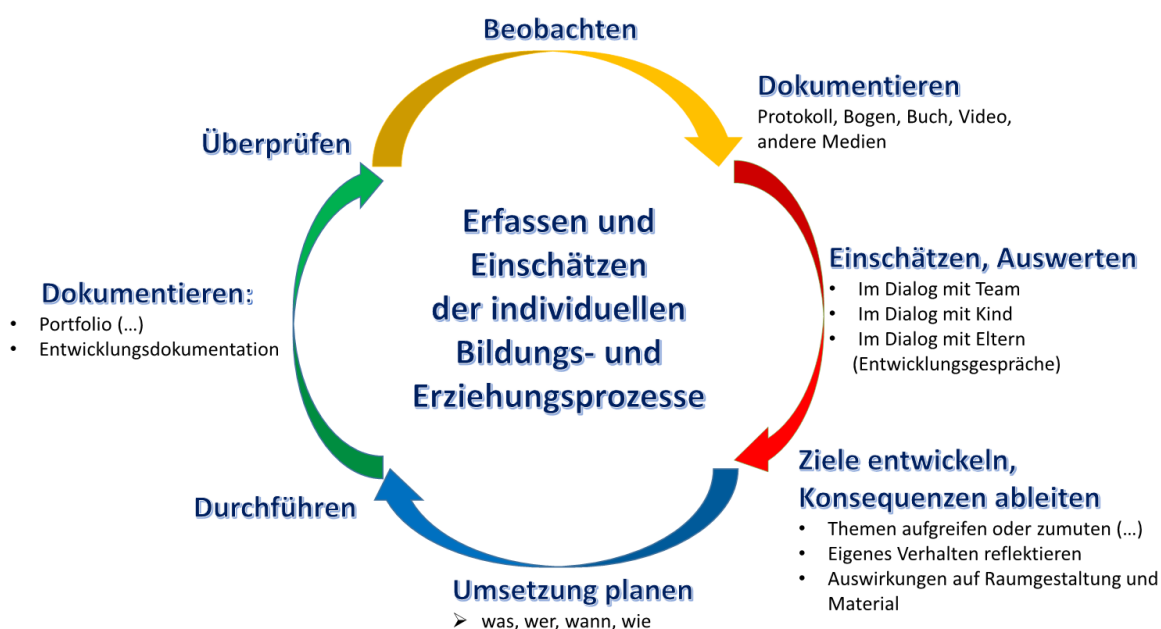 Beobachten
Dokumentieren
Protokoll, Bogen, Buch, Video,
andere Medien
Einschätzen, Auswerten
• Im Dialog mit Team
• Im Dialog mit Kind
• Im Dialog mit Eltern
(Entwicklungsgespräche)
Ziele entwickeln,
Konsequenzen ableiten
• Themen aufgreifen oder zumuten (...)
• Eigenes Verhalten reflektieren
• Auswirkungen auf Raumgestaltung und
Material
Umsetzung planen
➢ was, wer, wann, wie
Durchführen
Dokumentieren:
• Portfolio (...)
• Entwicklungsdokumentation
Überprüfen
Erfassen und
Einschätzen
der individuellen
Bildungs- und
Erziehungsprozesse